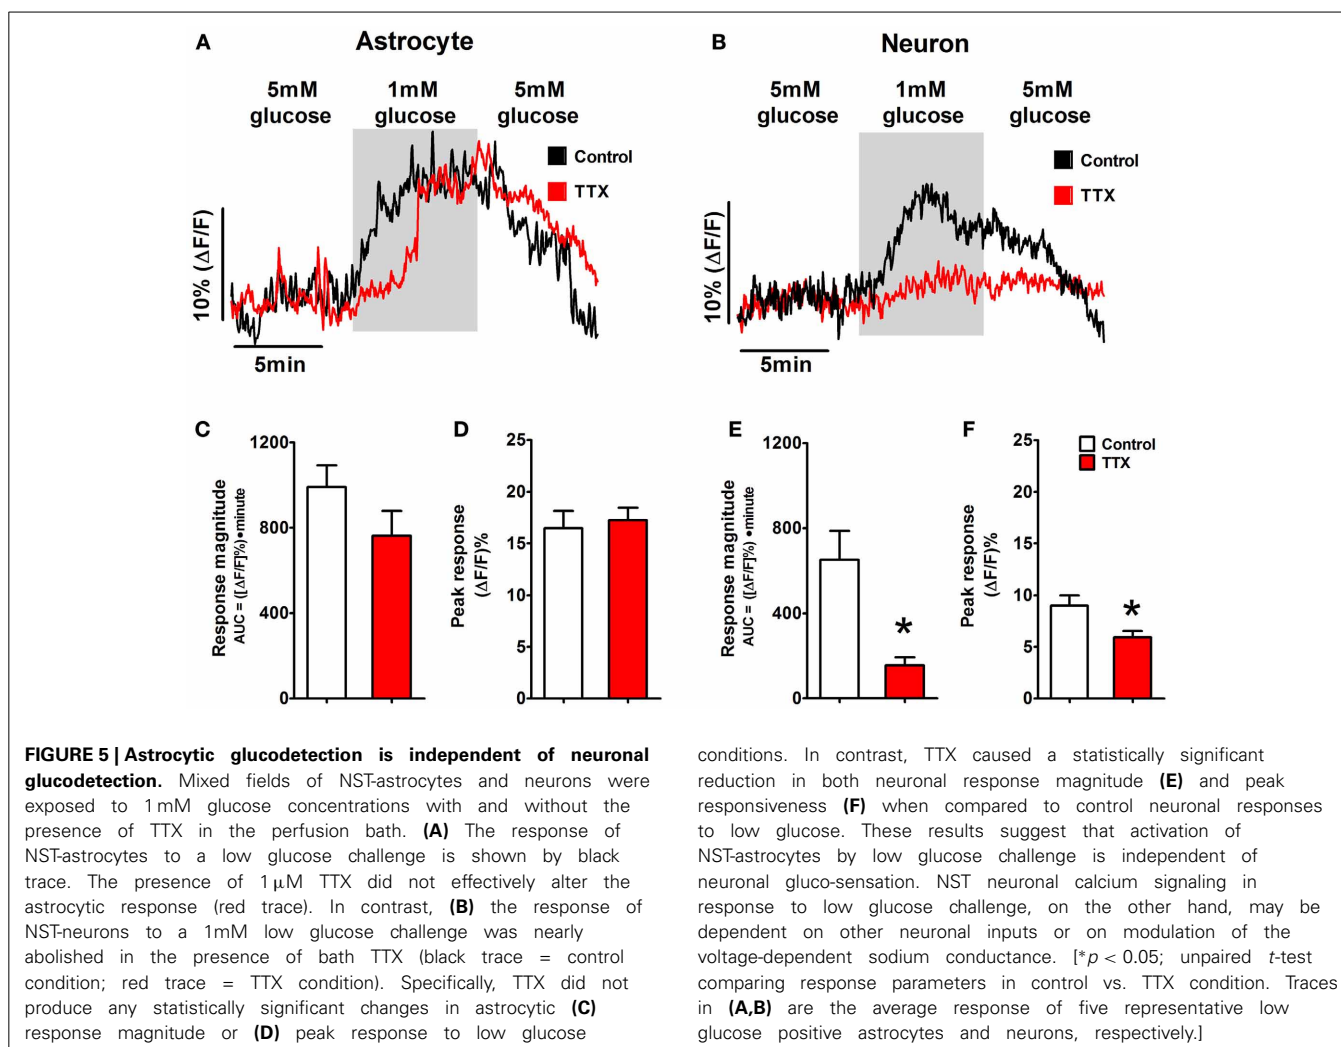 A Astrocyte
5mM glucose
1mM glucose
5mM glucose
Control
TTX
10% (ΔF/F)
5min
B Neuron
5mM glucose
1mM glucose
5mM glucose
Control
TTX
10% (ΔF/F)
5min
C
Response magnitude
AUC = ([ΔF/F]%)•minute
1200
800
400
0
D
Peak response
(ΔF/F)%
25
20
15
10
5
0
E
Response magnitude
AUC = ([ΔF/F]%) •minute
1200
800
400
0
*
F
Peak response
(ΔF/F)%
25
20
15
10
5
0
*
Control
TTX
FIGURE 5 | Astrocytic glucodetection is independent of neuronal
glucodetection. Mixed fields of NST-astrocytes and neurons were
exposed to 1 mM glucose concentrations with and without the
presence of TTX in the perfusion bath. (A) The response of
NST-astrocytes to a low glucose challenge is shown by black
trace. The presence of 1 μM TTX did not effectively alter the
astrocytic response (red trace). In contrast, (B) the response of
NST-neurons to a 1mM low glucose challenge was nearly
abolished in the presence of bath TTX (black trace = control
condition; red trace = TTX condition). Specifically, TTX did not
produce any statistically significant changes in astrocytic (C)
response magnitude or (D) peak response to low glucose
conditions. In contrast, TTX caused a statistically significant
reduction in both neuronal response magnitude (E) and peak
responsiveness (F) when compared to control neuronal responses
to low glucose. These results suggest that activation of
NST-astrocytes by low glucose challenge is independent of
neuronal gluco-sensation. NST neuronal calcium signaling in
response to low glucose challenge, on the other hand, may be
dependent on other neuronal inputs or on modulation of the
voltage-dependent sodium conductance. [*p < 0.05; unpaired t-test
comparing response parameters in control vs. TTX condition. Traces
in (A,B) are the average response of five representative low
glucose positive astrocytes and neurons, respectively.]